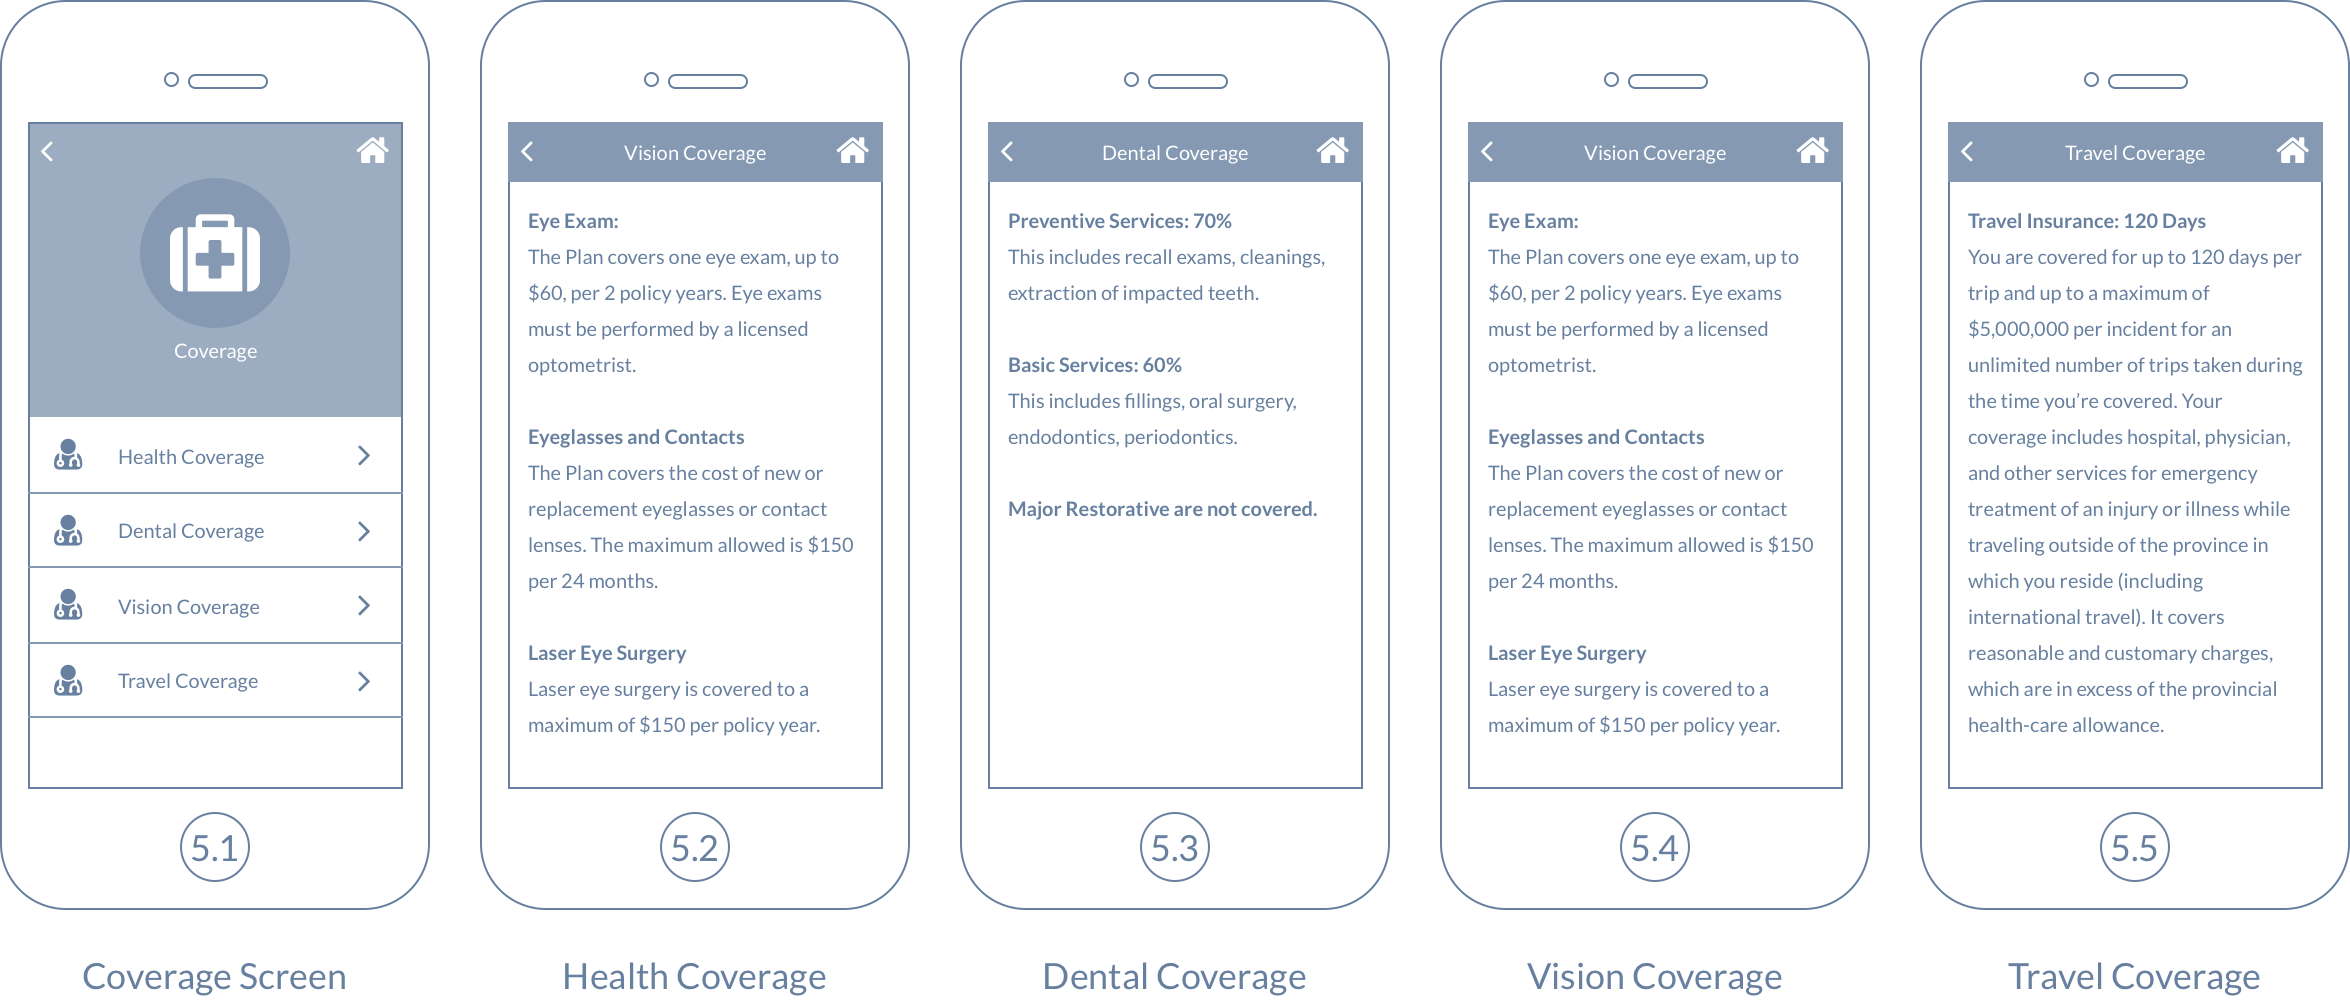 Coverage
Health Coverage
Dental Coverage
Vision Coverage
Travel Coverage
5.1
Coverage Screen
Vision Coverage
Eye Exam:
The Plan covers one eye exam, up to
$60, per 2 policy years. Eye exams
must be performed by a licensed
optometrist.
Eyeglasses and Contacts
The Plan covers the cost of new or
replacement eyeglasses or contact
lenses. The maximum allowed is $150
per 24 months.
Laser Eye Surgery
Laser eye surgery is covered to a
maximum of $150 per policy year.
5.2
Health Coverage
Dental Coverage
Preventive Services: 70%
This includes recall exams, cleanings,
extraction of impacted teeth.
Basic Services: 60%
This includes fillings, oral surgery,
endodontics, periodontics.
Major Restorative are not covered.
5.3
Dental Coverage
Vision Coverage
Eye Exam:
The Plan covers one eye exam, up to
$60, per 2 policy years. Eye exams
must be performed by a licensed
optometrist.
Eyeglasses and Contacts
The Plan covers the cost of new or
replacement eyeglasses or contact
lenses. The maximum allowed is $150
per 24 months.
Laser Eye Surgery
Laser eye surgery is covered to a
maximum of $150 per policy year.
5.4
Vision Coverage
Travel Coverage
Travel Insurance: 120 Days
You are covered for up to 120 days per
trip and up to a maximum of
$5,000,000 per incident for an
unlimited number of trips taken during
the time you’re covered. Your
coverage includes hospital, physician,
and other services for emergency
treatment of an injury or illness while
traveling outside of the province in
which you reside (including
international travel). It covers
reasonable and customary charges,
which are in excess of the provincial
health-care allowance.
5.5
Travel Coverage